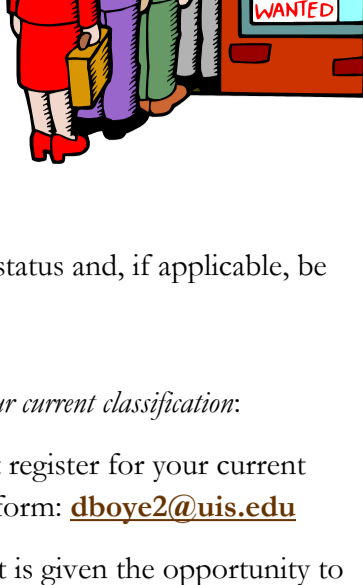 WANTED
status and, if applicable, be
ur current classification:
t register for your current
form: dboye2@uis.edu
t is given the opportunity to